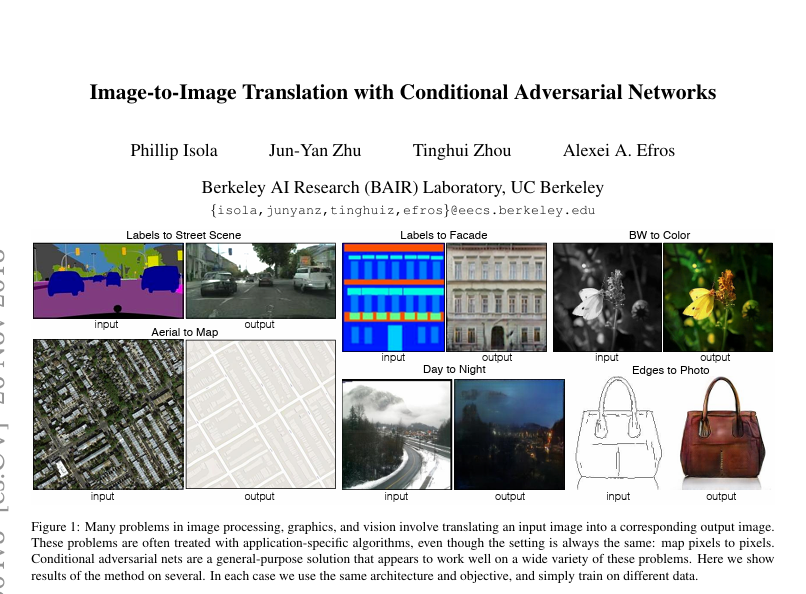 Image-to-Image Translation with Conditional Adversarial Networks
Phillip Isola Jun-Yan Zhu Tinghui Zhou Alexei A. Efros
Berkeley AI Research (BAIR) Laboratory, UC Berkeley
{isola,junyanz,tinghuiz,efros}@eecs.berkeley.edu
Labels to Street Scene
input output
Aerial to Map
input output
Labels to Facade
input output
BW to Color
input output
Day to Night
input output
Edges to Photo
input output
Figure 1: Many problems in image processing, graphics, and vision involve translating an input image into a corresponding output image.
These problems are often treated with application-specific algorithms, even though the setting is always the same: map pixels to pixels.
Conditional adversarial nets are a general-purpose solution that appears to work well on a wide variety of these problems. Here we show
results of the method on several. In each case we use the same architecture and objective, and simply train on different data.
[cs.CV]